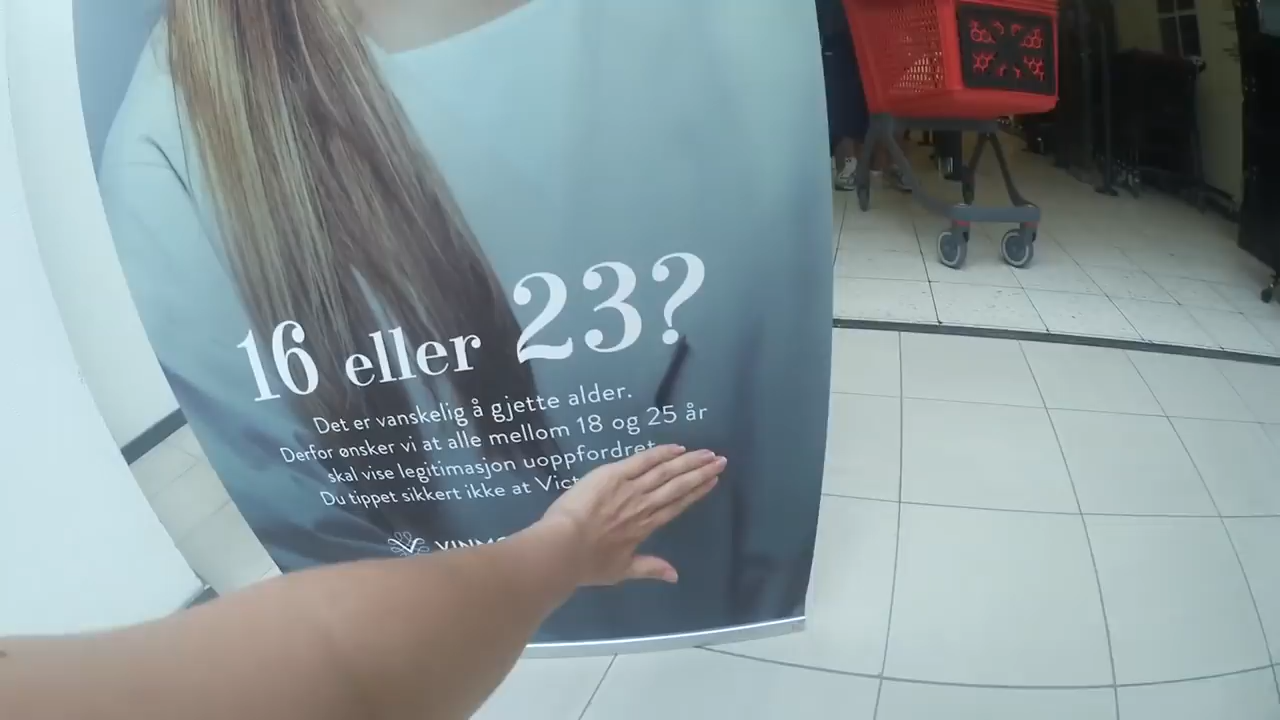 16 eller 23?
Det er vanskelig å gjette alder.
Derfor ønsker vi at alle mellom 18 og 25 år
skal vise legitimasjon uoppfordret
Du tippet sikkert ikke at